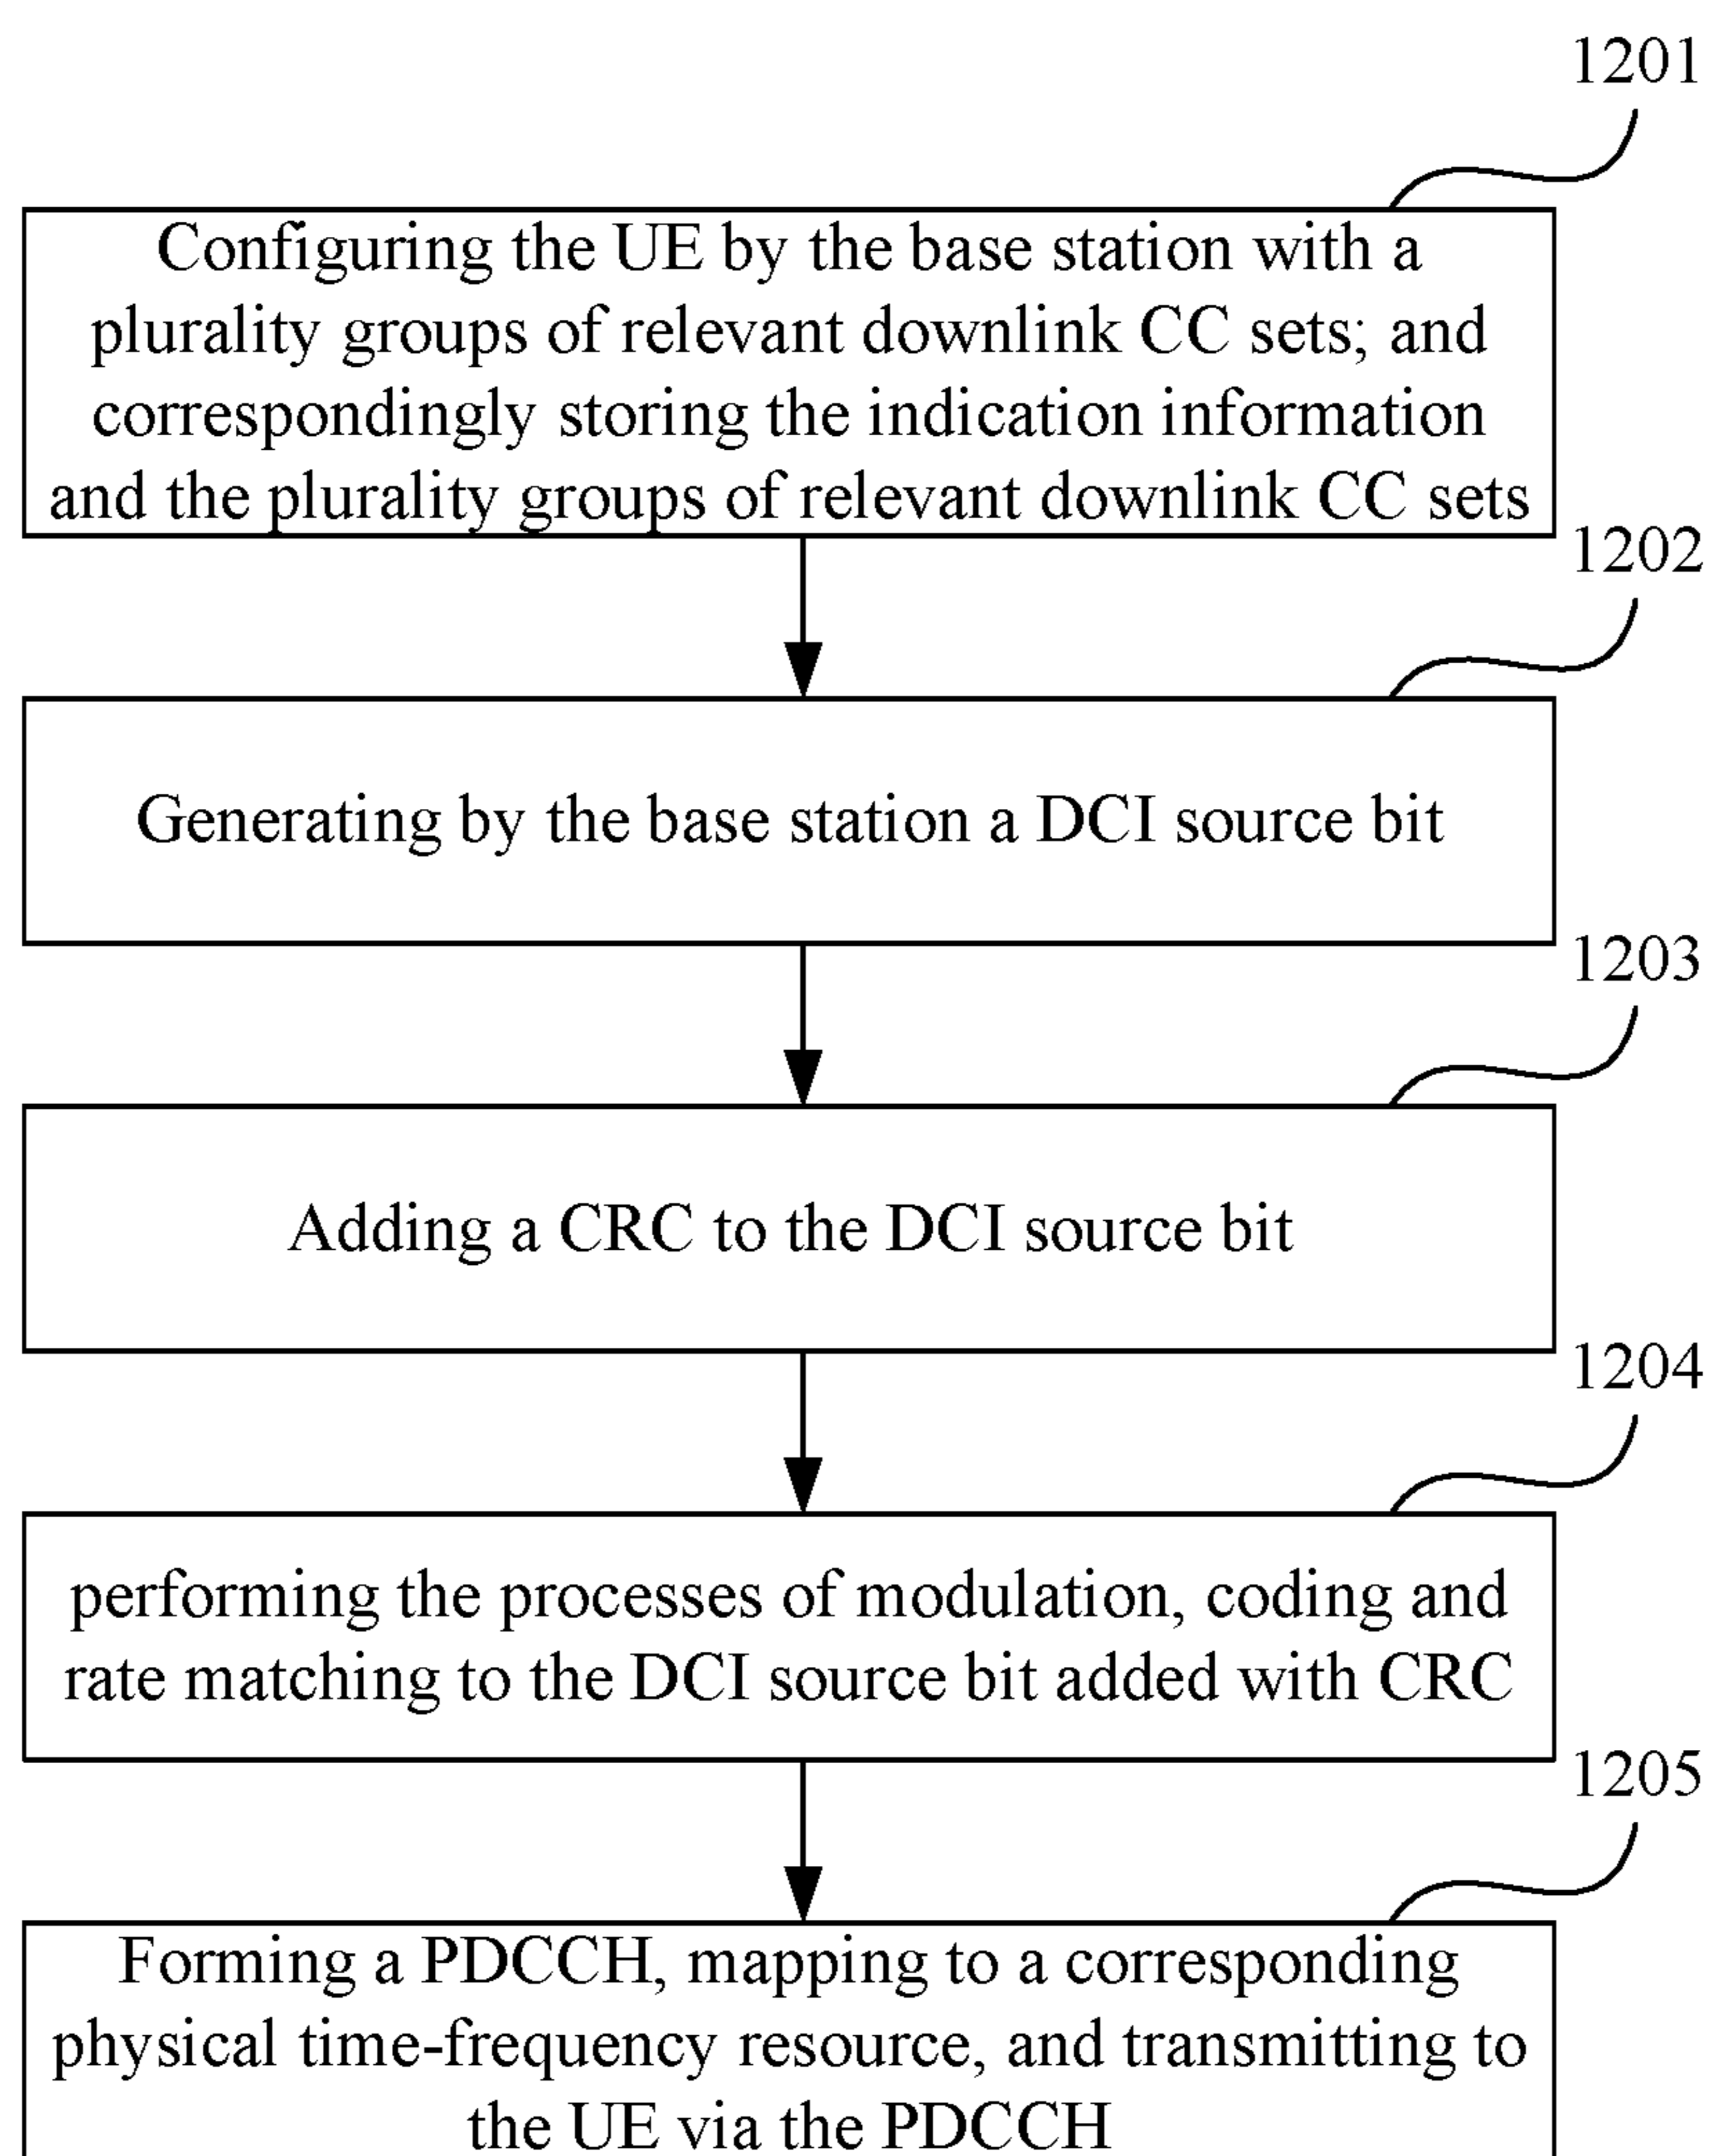 1201
Configuring the UE by the base station with a
plurality groups of relevant downlink CC sets; and
correspondingly storing the indication information
and the plurality groups of relevant downlink CC sets
1202
Generating by the base station a DCI source bit
1203
Adding a CRC to the DCI source bit
1204
performing the processes of modulation, coding and
rate matching to the DCI source bit added with CRC
1205
Forming a PDCCH, mapping to a corresponding
physical time-frequency resource, and transmitting to
the UE via the PDCCH